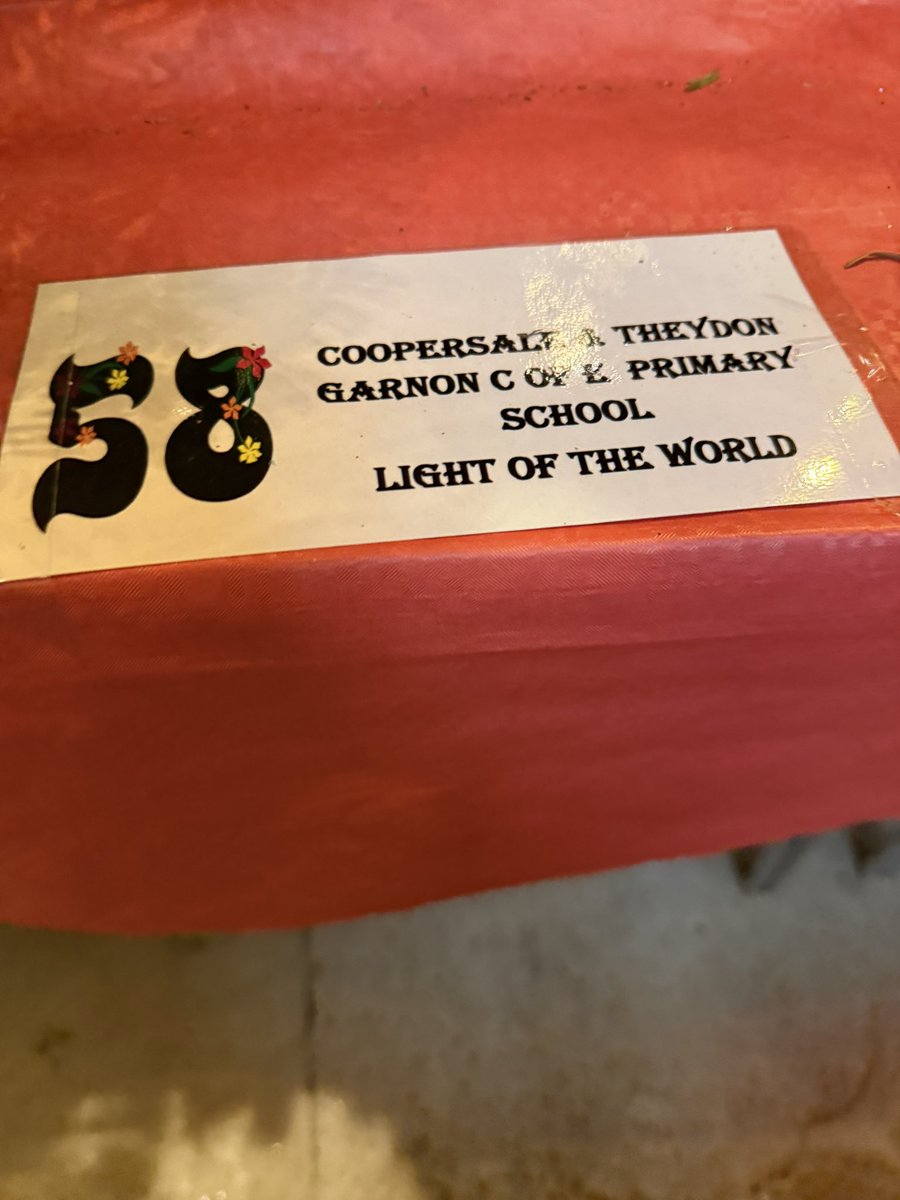 58
COOPERSALE & THEYDON
GARNON C OF E PRIMARY
SCHOOL
LIGHT OF THE WORLD